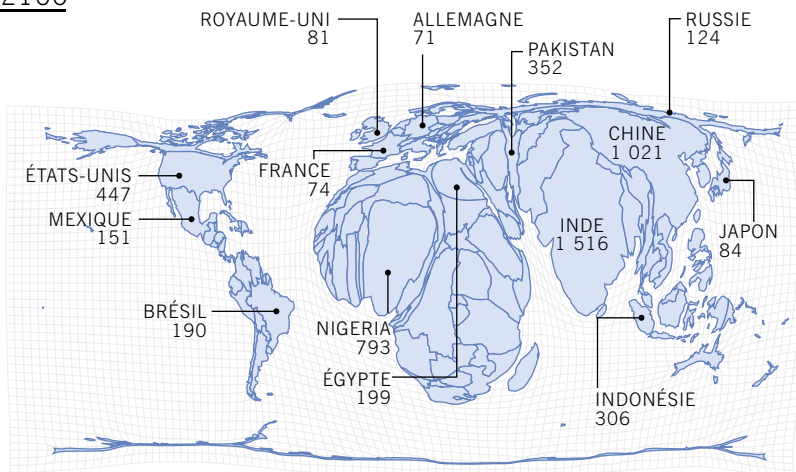 2100
ROYAUME-UNI
81
ALLEMAGNE
71
PAKISTAN
352
RUSSIE
124
CHINE
1 021
ÉTATS-UNIS
447
FRANCE
74
MEXIQUE
151
INDE
1 516
JAPON
84
BRÉSIL
190
NIGERIA
793
ÉGYPTE
199
INDONÉSIE
306